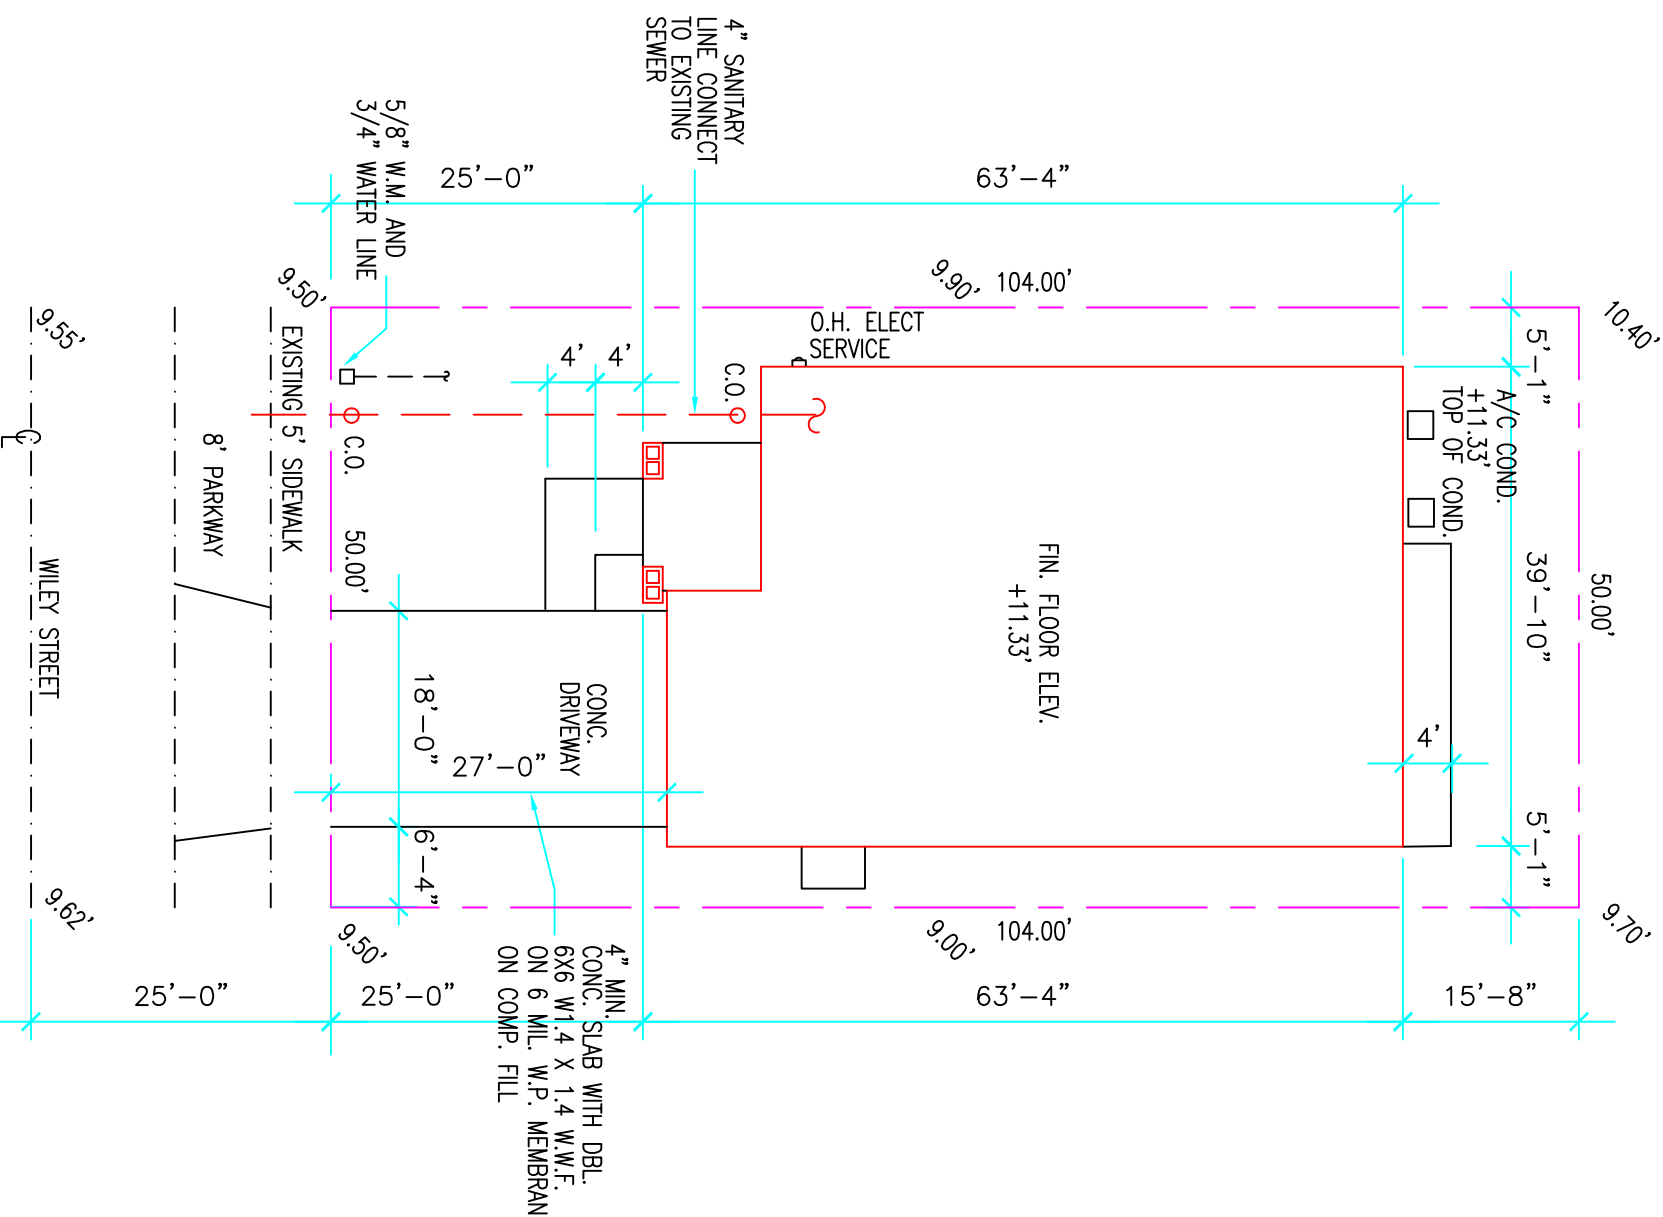 4" SANITARY
LINE CONNECT
TO EXISTING
SEWER
5/8" W.M. AND
3/4" WATER LINE
25'-0"
63'-4"
9.50'
9.90'
104.00'
10.40'
9.55'
O.H. ELECT
SERVICE
4'
4'
C.O.
C.O.
5'-1"
A/C COND.
+11.33'
TOP OF COND.
EXISTING 5' SIDEWALK
8' PARKWAY
WILEY STREET
CL
50.00'
50.00'
39'-10"
FIN. FLOOR ELEV.
+11.33'
CONC.
DRIVEWAY
18'-0"
27'-0"
6'-4"
4'
5'-1"
9.62'
9.50'
9.00'
104.00'
9.70'
25'-0"
25'-0"
63'-4"
15'-8"
4" MIN.
CONC. SLAB WITH DBL.
6X6 W1.4 X 1.4 W.W.F.
ON 6 MIL. W.P. MEMBRAN
ON COMP. FILL